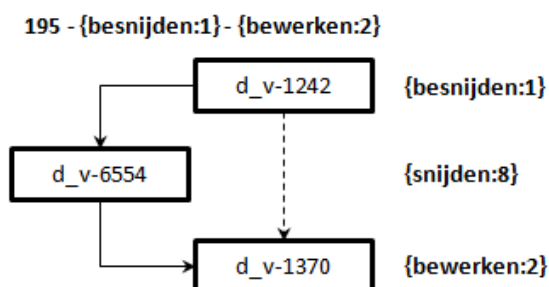 195 - {besnijden:1} - {bewerken:2}
d_v-1242 {besnijden:1}
d_v-6554 {snijden:8}
d_v-1370 {bewerken:2}